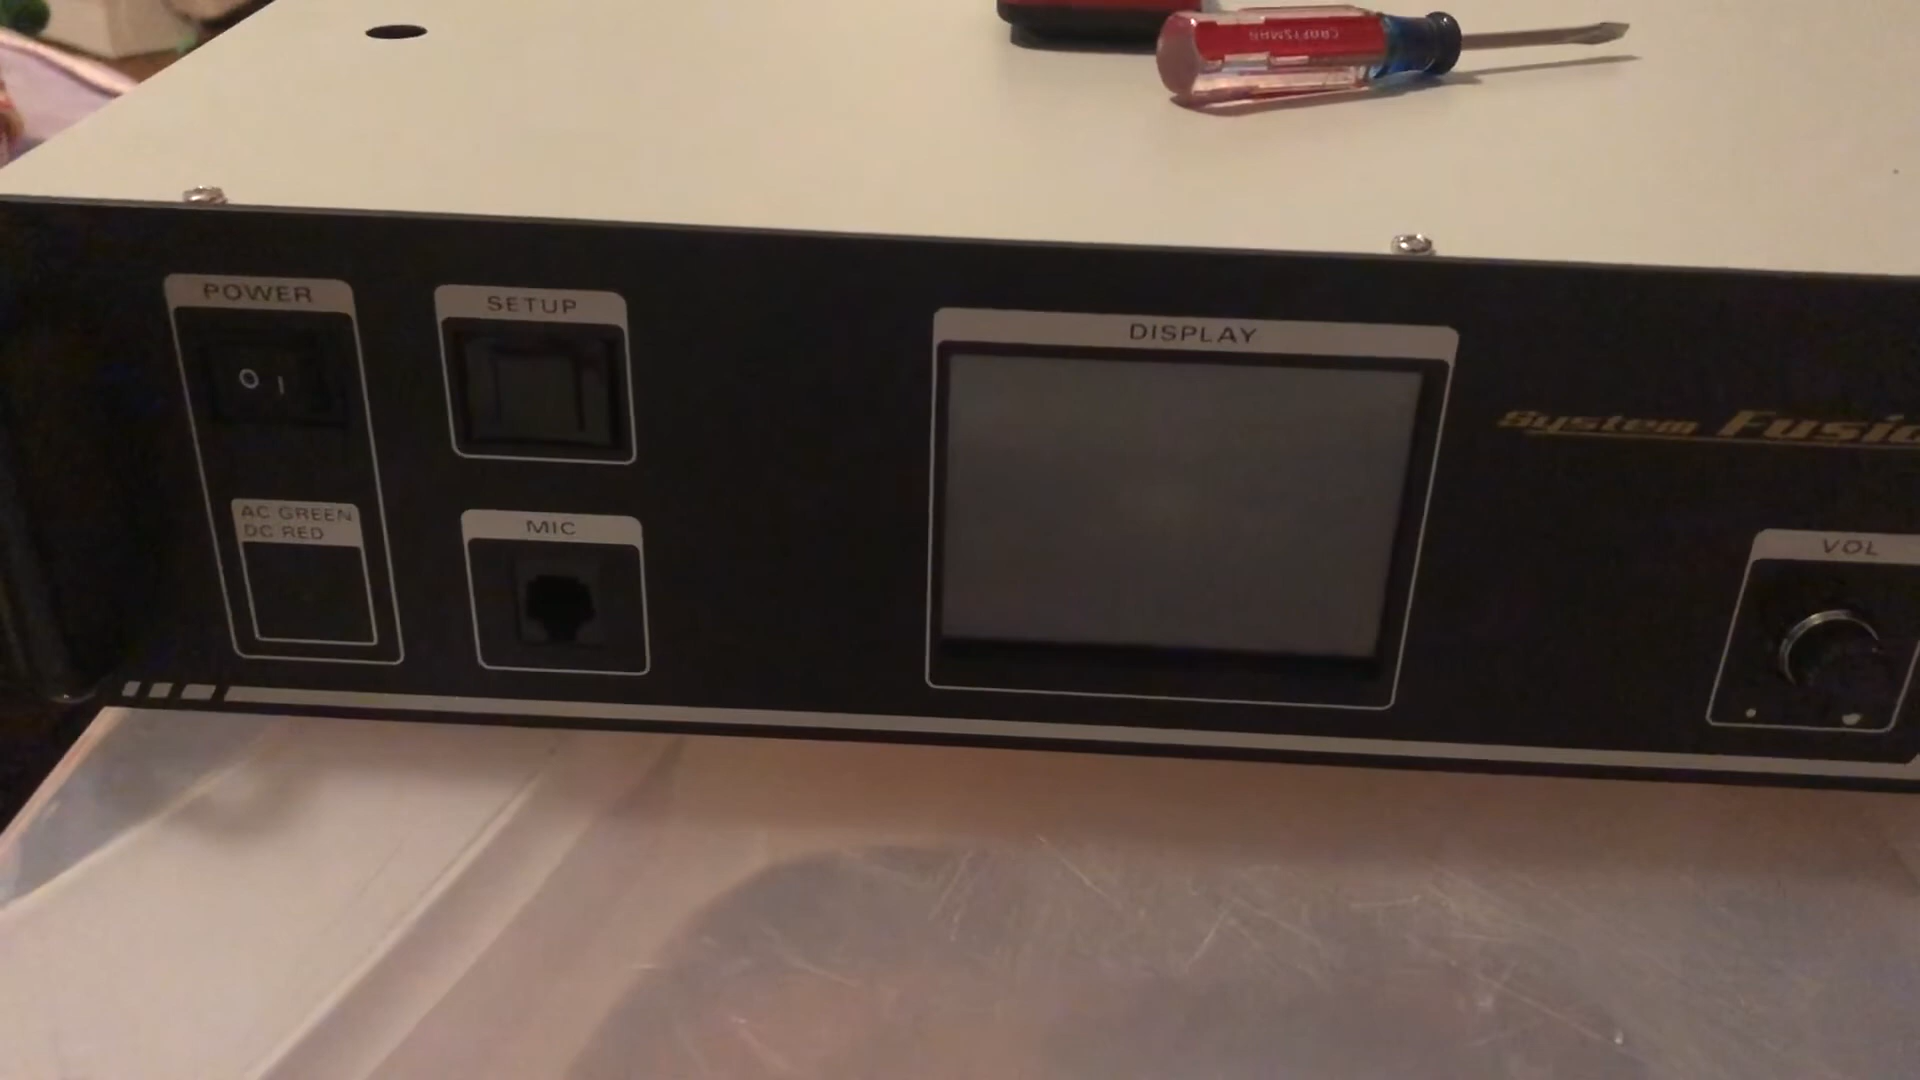 CRAFTSMAN
POWER
O I
SETUP
AC GREEN
DC RED
MIC
DISPLAY
System Fusio
VOL